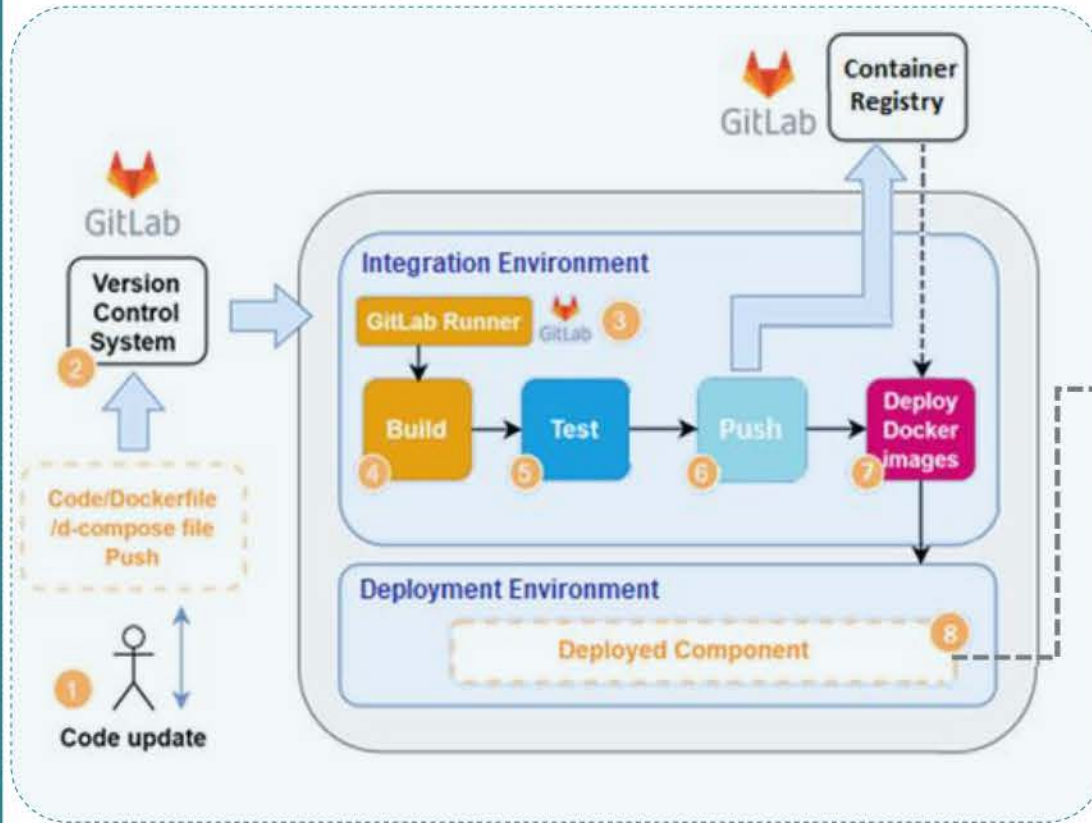 GitLab
Container
Registry
GitLab
Version
Control
System
2
Integration Environment
GitLab Runner
GitLab
3
Build
4
Test
5
Push
6
Deploy
Docker
images
7
Code/Dockerfile
/d-compose file
Push
Deployment Environment
Deployed Component
8
1
Code update